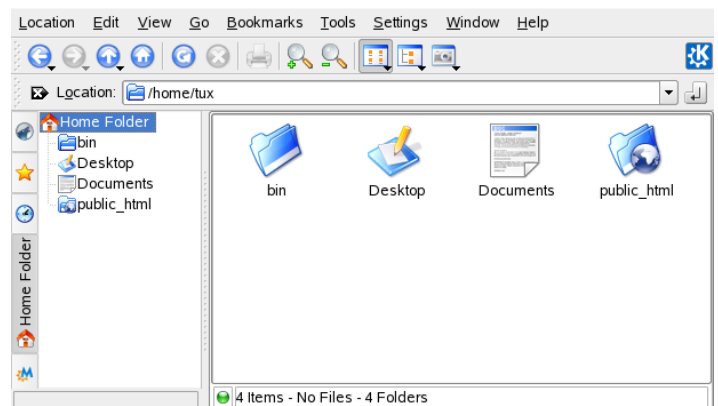 Location Edit View Go Bookmarks Tools Settings Window Help
Location: /home/tux
Home Folder
bin
Desktop
Documents
public_html
Home Folder
bin Desktop Documents public_html
4 Items - No Files - 4 Folders